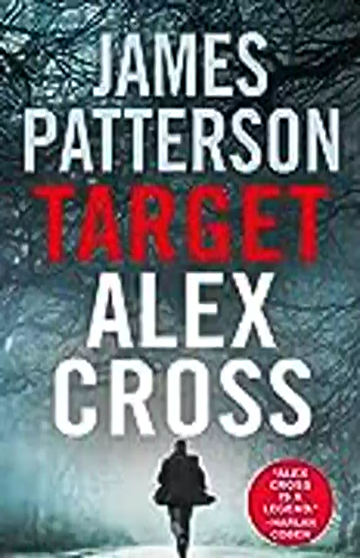 JAMES
PATTERSON
TARGET
ALEX
CROSS
"ALEX
CROSS
IS A
LEGEND."
-HARLAN
COBEN